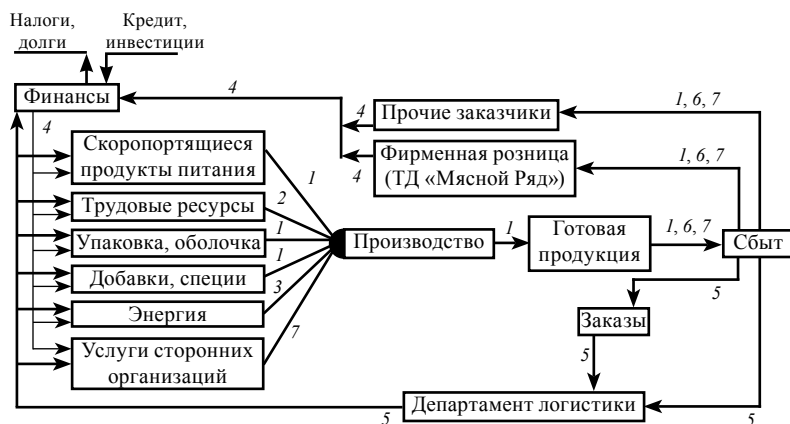 Налоги,
долги
Кредит,
инвестиции
Финансы
4
4
Скоропортящиеся
продукты питания
1
Трудовые ресурсы
2
Упаковка, оболочка
1
Добавки, специи
1
Энергия
3
Услуги сторонних
организаций
7
Производство
1
Готовая
продукция
1, 6, 7
Сбыт
Прочие заказчики
4
1, 6, 7
Фирменная розница
(ТД «Мясной Ряд»)
4
1, 6, 7
5
Заказы
5
Департамент логистики
5
5